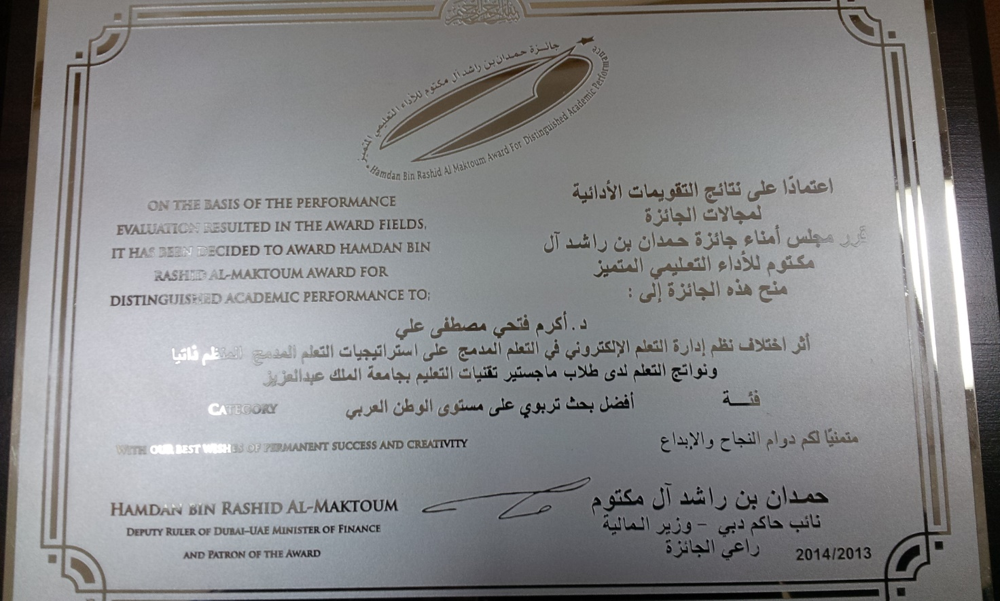 بسم الله الرحمن الرحيم
جائزة حمدان بن راشد آل مكتوم للأداء التعليمي المتميز
Hamdan Bin Rashid Al Maktoum Award For Distinguished Academic Performance
ON THE BASIS OF THE PERFORMANCE
EVALUATION RESULTED IN THE AWARD FIELDS,
IT HAS BEEN DECIDED TO AWARD HAMDAN BIN
RASHID AL-MAKTOUM AWARD FOR
DISTINGUISHED ACADEMIC PERFORMANCE TO;
اعتمادًا على نتائج التقويمات الأدائية
لمجالات الجائزة
قرر مجلس أمناء جائزة حمدان بن راشد آل
مكتوم للأداء التعليمي المتميز
منح هذه الجائزة إلى :
د. أكرم فتحي مصطفى علي
أثر اختلاف نظم إدارة التعلم الإلكتروني في التعلم المدمج على استراتيجيات التعلم المدمج المنظم ذاتيا
ونواتج التعلم لدى طلاب ماجستير تقنيات التعليم بجامعة الملك عبدالعزيز
فئـــة أفضل بحث تربوي على مستوى الوطن العربي CATEGORY
متمنيًا لكم دوام النجاح والإبداع
WITH OUR BEST WISHES OF PERMANENT SUCCESS AND CREATIVITY
HAMDAN BIN RASHID AL-MAKTOUM
DEPUTY RULER OF DUBAI–UAE MINISTER OF FINANCE
AND PATRON OF THE AWARD
حمدان بن راشد آل مكتوم
نائب حاكم دبي – وزير المالية
راعي الجائزة
2014/2013